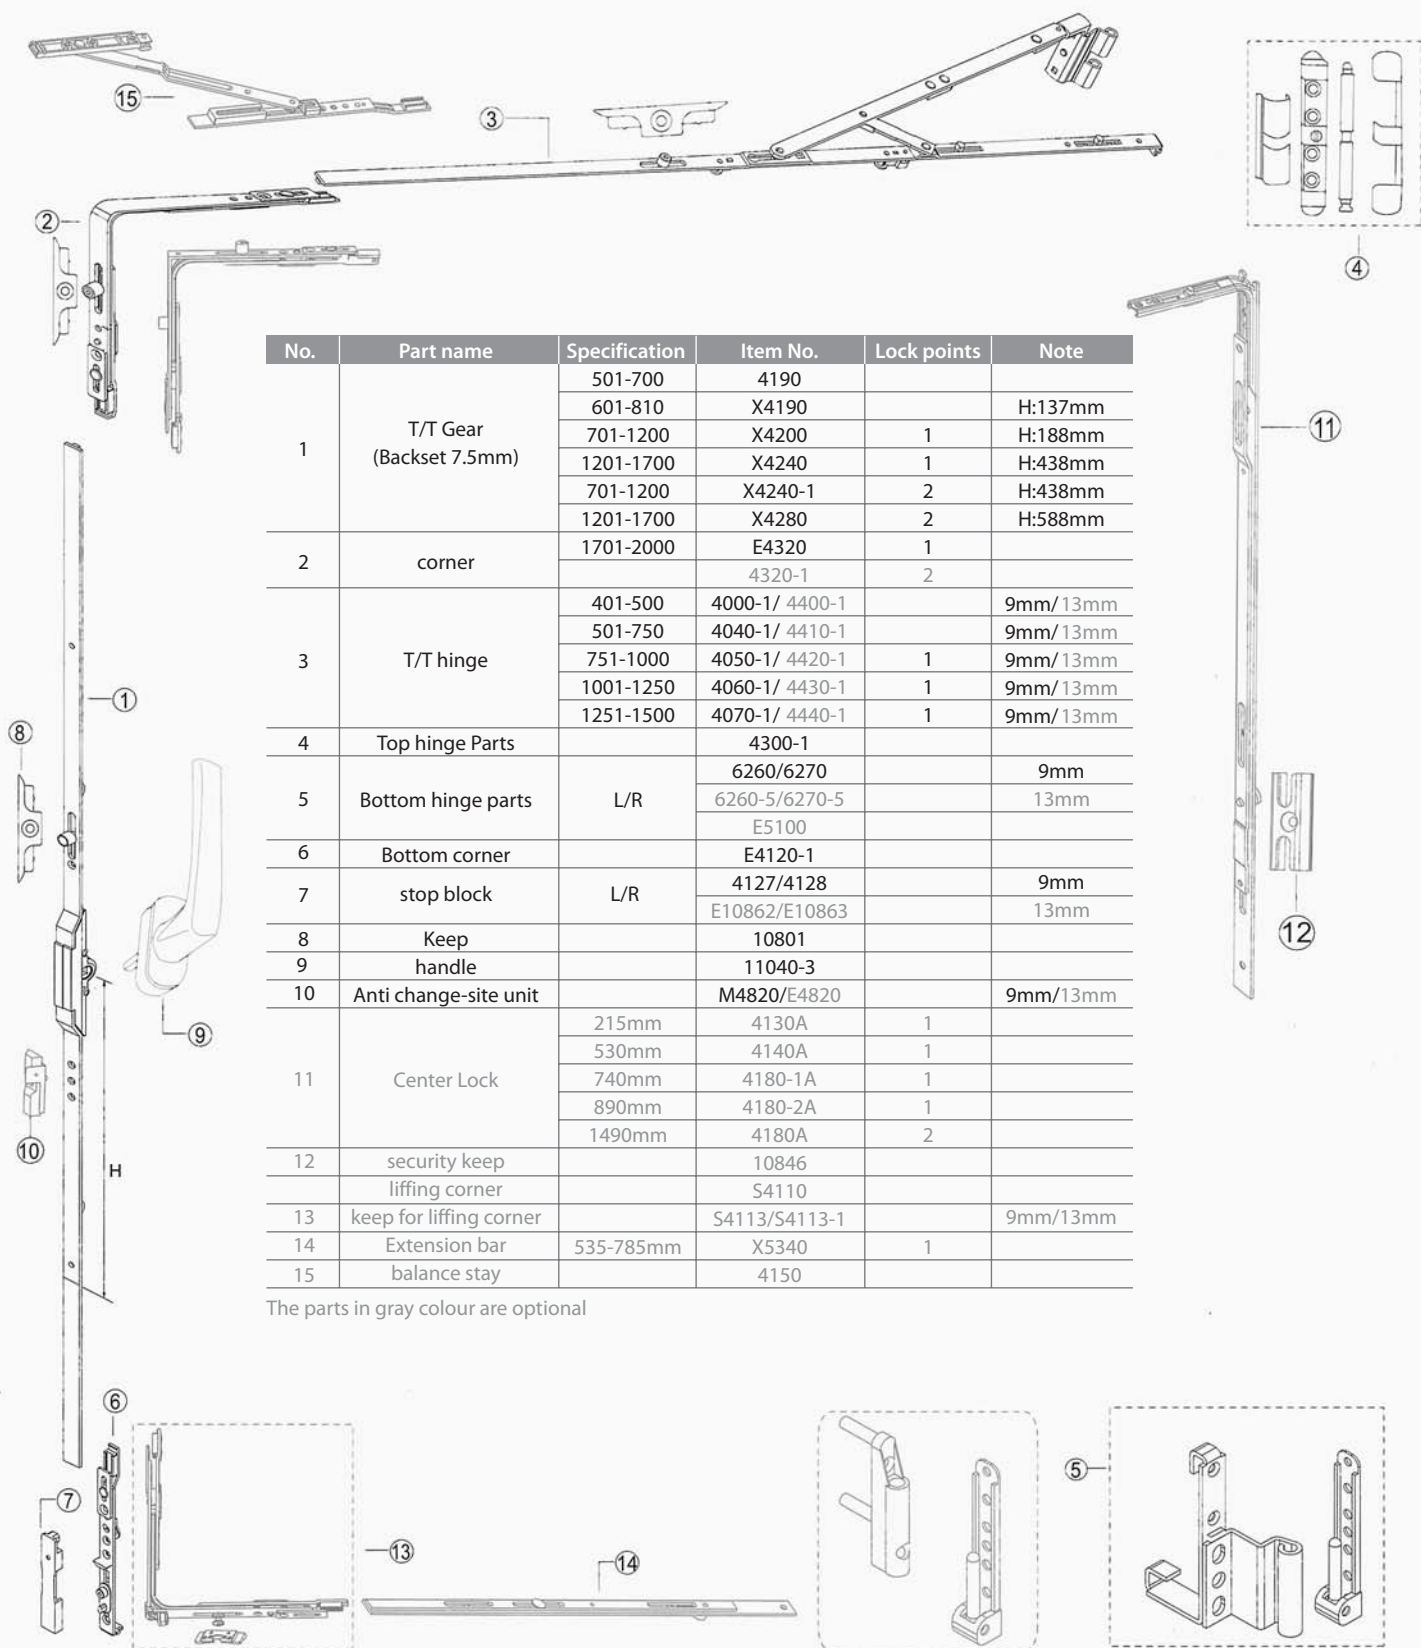 15
3
2
4
No. Part name Specification Item No. Lock points Note
1 T/T Gear (Backset 7.5mm) 501-700 4190
601-810 X4190 H:137mm
701-1200 X4200 1 H:188mm
1201-1700 X4240 1 H:438mm
701-1200 X4240-1 2 H:438mm
1201-1700 X4280 2 H:588mm
2 corner 1701-2000 E4320 1
4320-1 2
3 T/T hinge 401-500 4000-1/ 4400-1 9mm/ 13mm
501-750 4040-1/ 4410-1 9mm/ 13mm
751-1000 4050-1/ 4420-1 1 9mm/ 13mm
1001-1250 4060-1/ 4430-1 1 9mm/ 13mm
1251-1500 4070-1/ 4440-1 1 9mm/ 13mm
4 Top hinge Parts 4300-1
5 Bottom hinge parts L/R 6260/6270 9mm
6260-5/6270-5 13mm
E5100
6 Bottom corner E4120-1
7 stop block L/R 4127/4128 9mm
E10862/E10863 13mm
8 Keep 10801
9 handle 11040-3
10 Anti change-site unit M4820/E4820 9mm/13mm
11 Center Lock 215mm 4130A 1
530mm 4140A 1
740mm 4180-1A 1
890mm 4180-2A 1
1490mm 4180A 2
12 security keep 10846
liffing corner S4110
13 keep for liffing corner S4113/S4113-1 9mm/13mm
14 Extension bar 535-785mm X5340 1
15 balance stay 4150
The parts in gray colour are optional
11
1
8
12
9
10
H
6
7
13
14
5